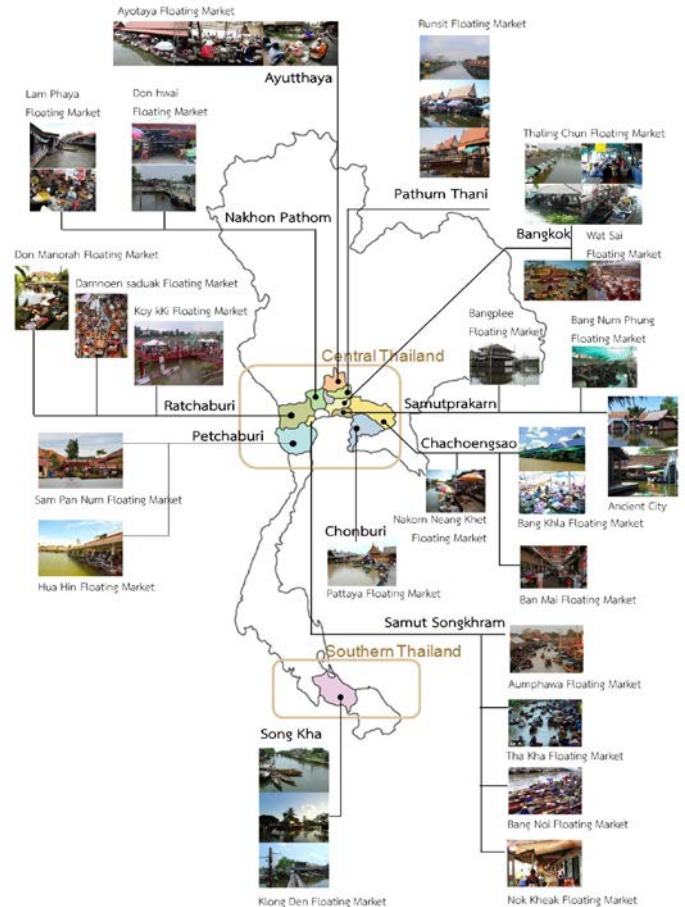 Ayotaya Floating Market
Ayutthaya
Runsit Floating Market
Pathum Thani
Lam Phaya
Floating Market
Don hwai
Floating Market
Nakhon Pathom
Thaling Chun Floating Market
Bangkok
Wat Sai
Floating Market
Don Manorah Floating Market
Damnoen saduak Floating Market
Koy kKi Floating Market
Ratchaburi
Central Thailand
Bangplee
Floating Market
Bang Num Phung
Floating Market
Samutprakarn
Ancient City
Petchaburi
Sam Pan Num Floating Market
Hua Hin Floating Market
Chachoengsao
Nakorn Neang Khet
Floating Market
Bang Khla Floating Market
Ban Mai Floating Market
Chonburi
Pattaya Floating Market
Samut Songkhram
Aumphawa Floating Market
Tha Kha Floating Market
Bang Noi Floating Market
Nok Kheak Floating Market
Southern Thailand
Song Kha
Klong Den Floating Market